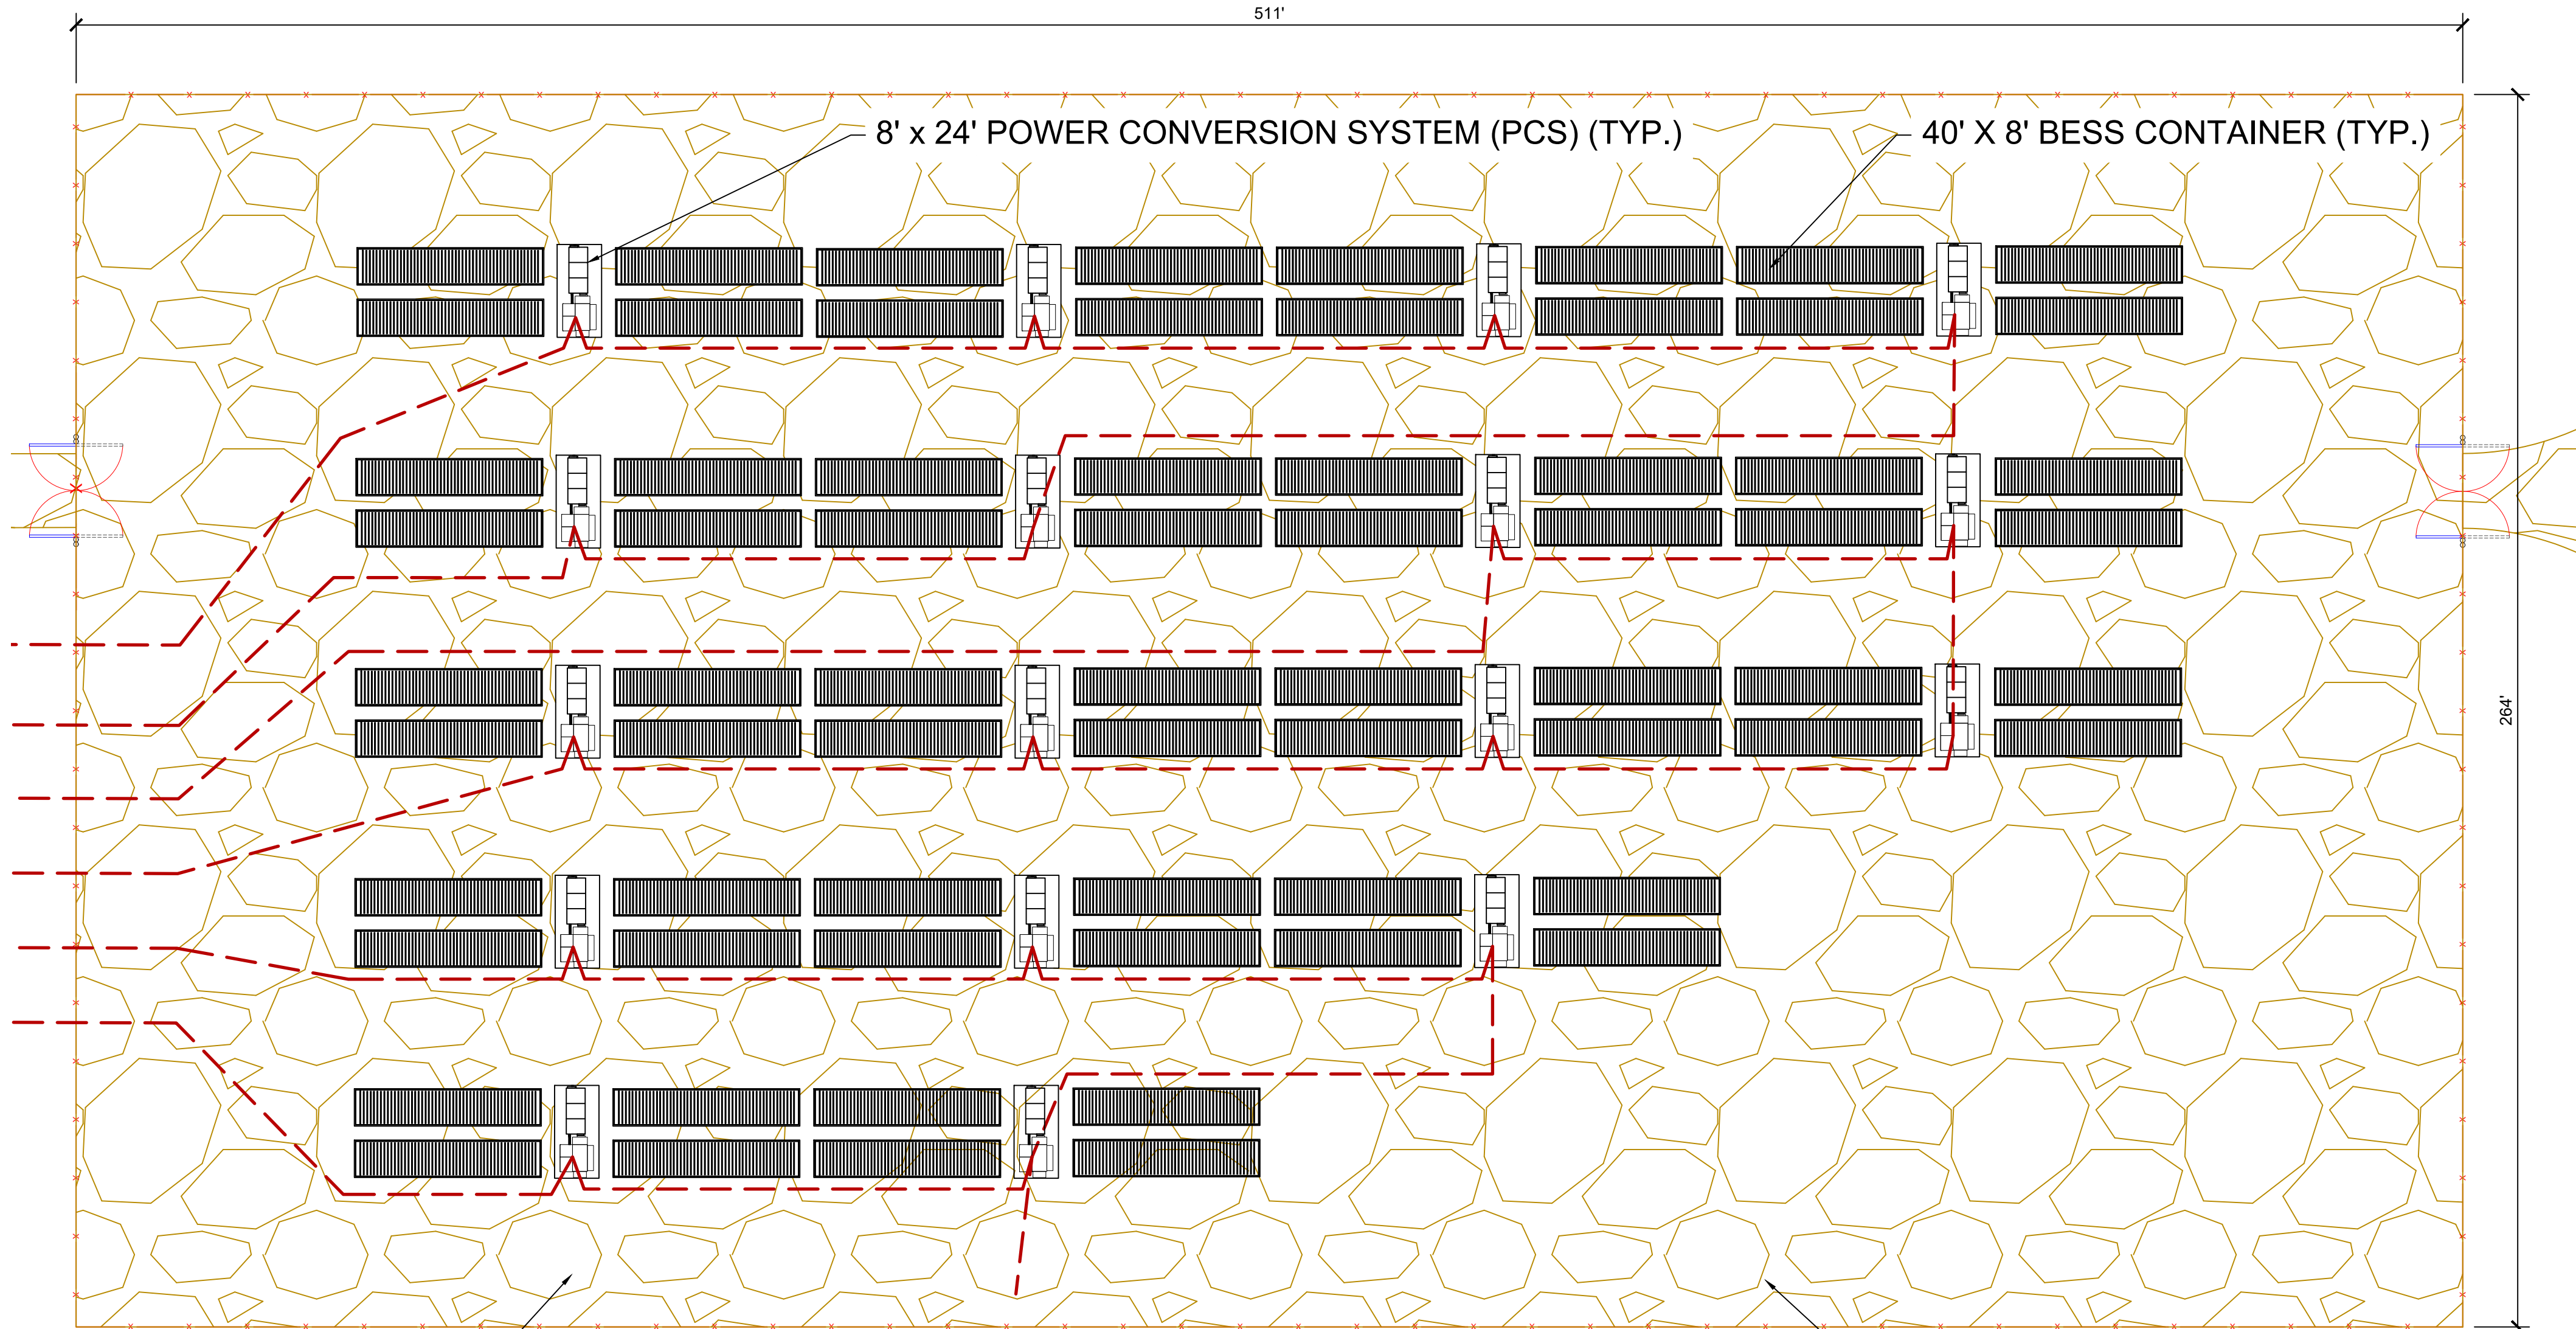 511'
8' x 24' POWER CONVERSION SYSTEM (PCS) (TYP.)
40' X 8' BESS CONTAINER (TYP.)
264'